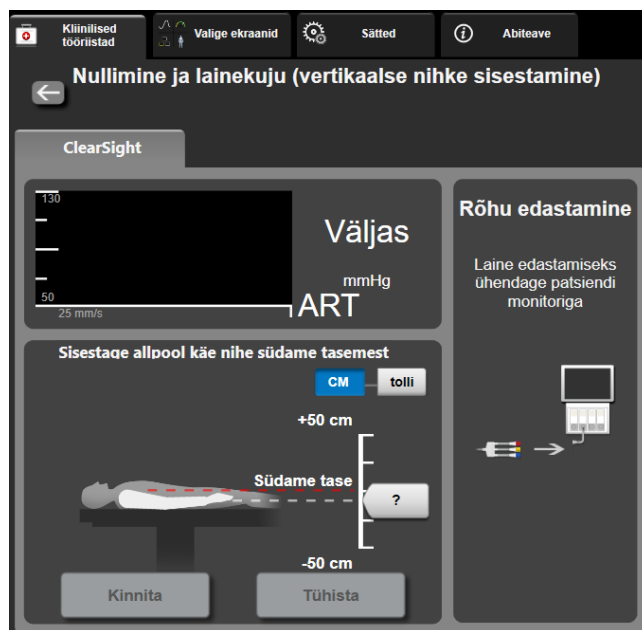 Kliinilised
tööriistad
Valige ekraanid
Sätted
Abiteave
Nullimine ja lainekuju (vertikaalse nihke sisestamine)
ClearSight
130
50
25 mm/s
Väljas
mmHg
ART
Rõhu edastamine
Laine edastamiseks
ühendage patsiendi
monitoriga
Sisestage allpool käe nihe südame tasemest
CM
tolli
+50 cm
Südame tase
?
-50 cm
Kinnita
Tühista